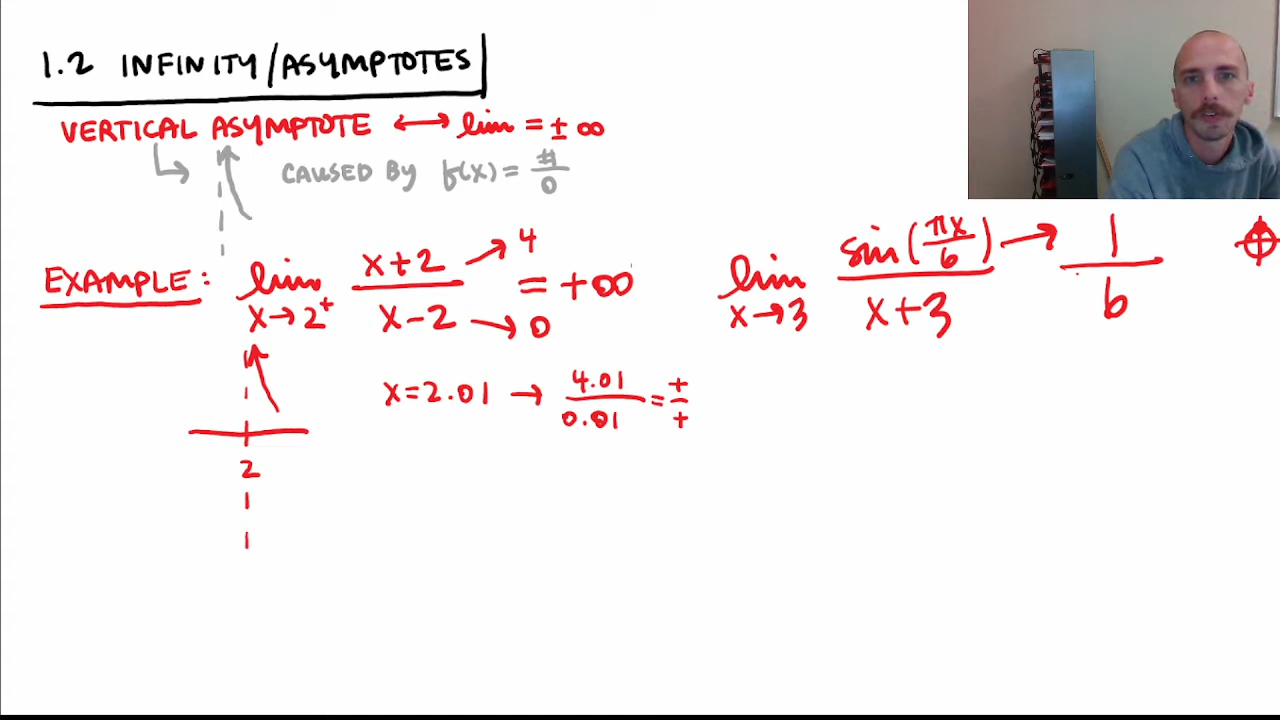 1.2 INFINITY/ASYMPTOTES
VERTICAL ASYMPTOTE ↔ lim = ± ∞
↳ CAUSED BY f(x) = #/0
EXAMPLE: lim x→2⁺ (x+2)/(x-2) →4 →0 = +∞
x=2.01 → 4.01/0.01 = +/+
2
lim x→3 sin(πx/6)/(x+3) → 1/6